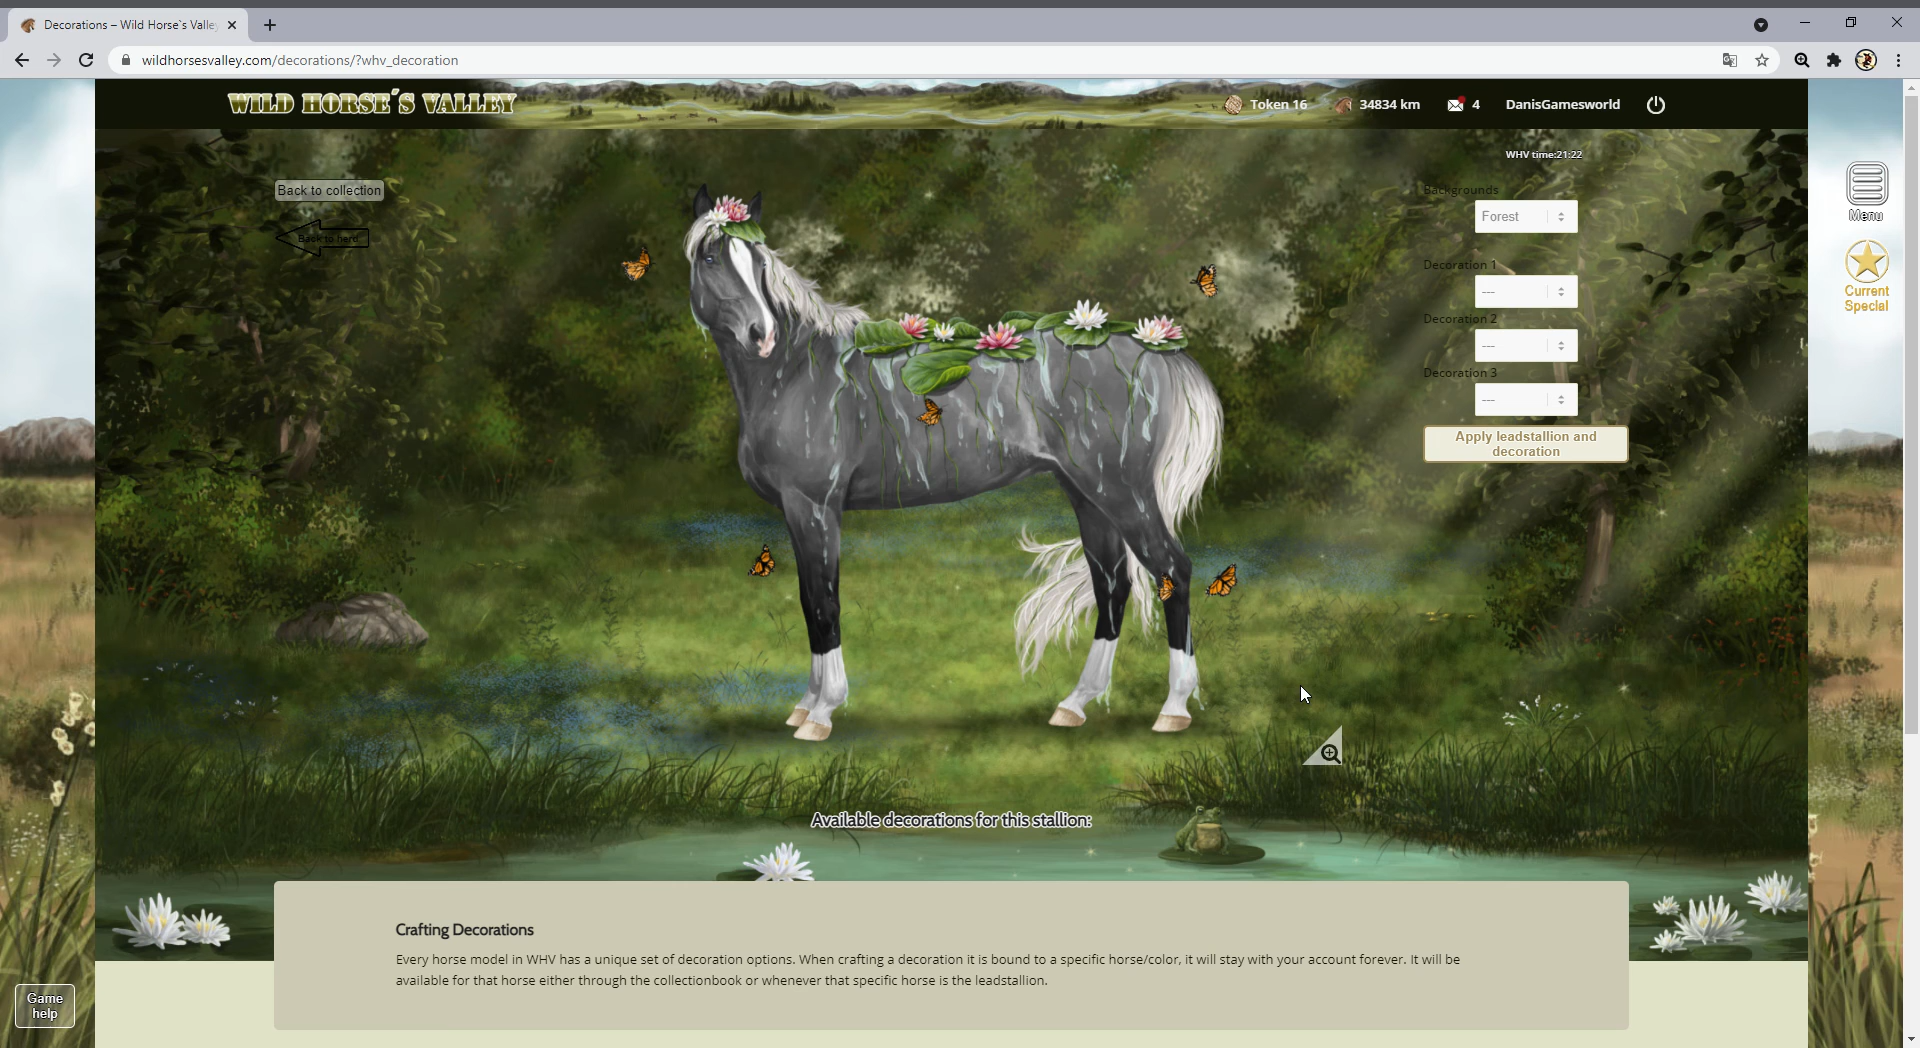 Decorations – Wild Horse`s Valle
wildhorsesvalley.com/decorations/?whv_decoration
WILD HORSE´S VALLEY
Token 16
34834 km
4
DanisGamesworld
WHV time:21:22
Back to collection
Back to herd
Backgrounds
Forest
Decoration 1
---
Decoration 2
---
Decoration 3
---
Apply leadstallion and
decoration
Menu
Current
Special
Available decorations for this stallion:
Crafting Decorations
Every horse model in WHV has a unique set of decoration options. When crafting a decoration it is bound to a specific horse/color, it will stay with your account forever. It will be
available for that horse either through the collectionbook or whenever that specific horse is the leadstallion.
Game
help